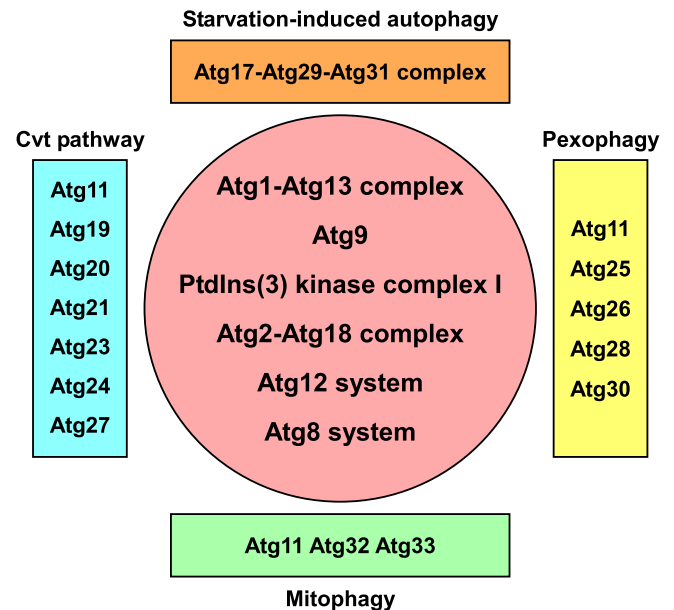 Starvation-induced autophagy
Atg17-Atg29-Atg31 complex
Cvt pathway
Atg11
Atg19
Atg20
Atg21
Atg23
Atg24
Atg27
Atg1-Atg13 complex
Atg9
PtdIns(3) kinase complex I
Atg2-Atg18 complex
Atg12 system
Atg8 system
Pexophagy
Atg11
Atg25
Atg26
Atg28
Atg30
Atg11 Atg32 Atg33
Mitophagy